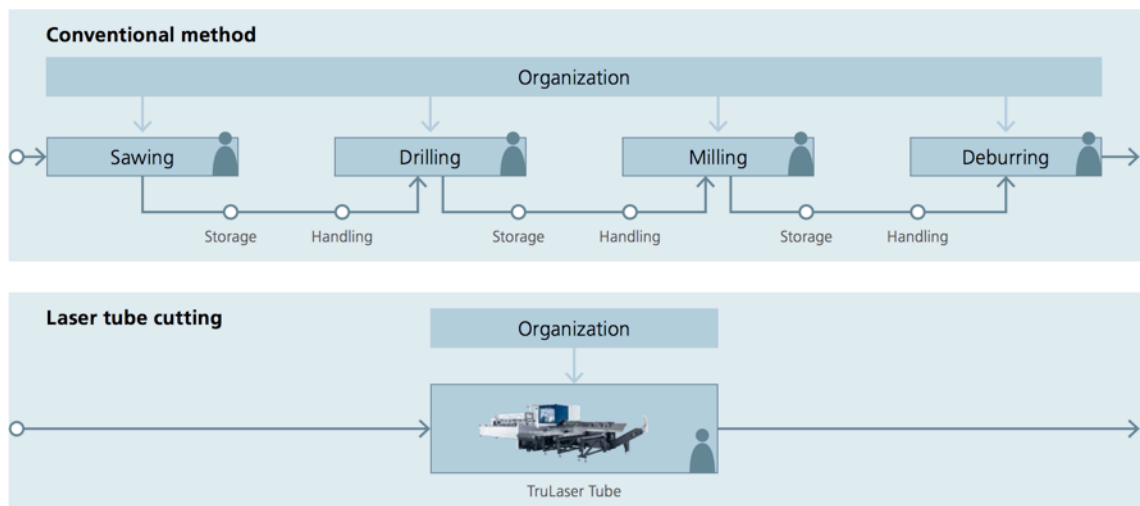 Conventional method
Organization
Sawing
Drilling
Milling
Deburring
Storage
Handling
Storage
Handling
Storage
Handling
Laser tube cutting
Organization
TruLaser Tube